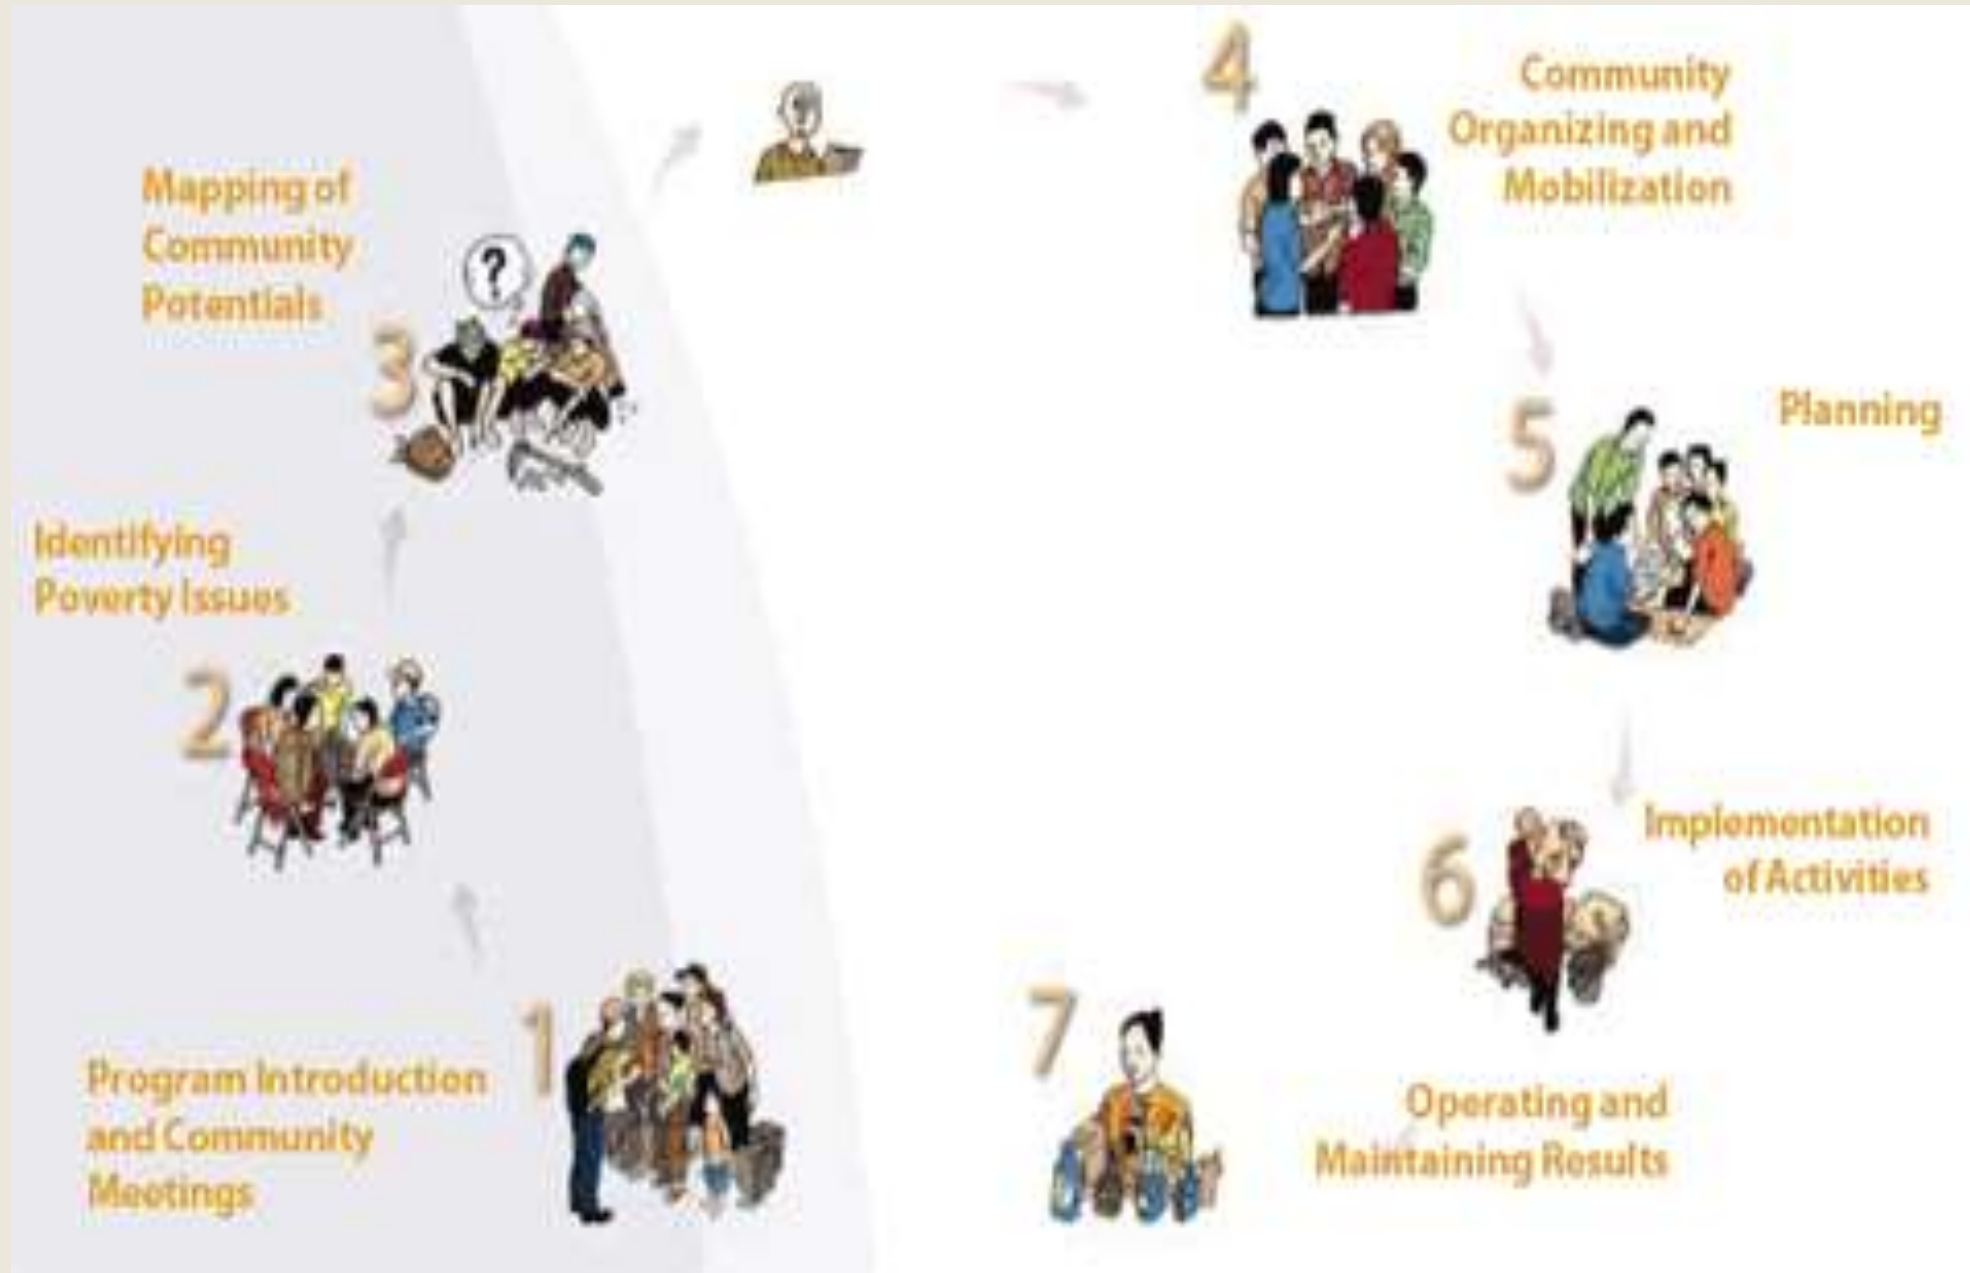 1
Program Introduction
and Community
Meetings
2
Identifying
Poverty Issues
3
Mapping of
Community
Potentials
?
4
Community
Organizing and
Mobilization
5
Planning
6
Implementation
of Activities
7
Operating and
Maintaining Results